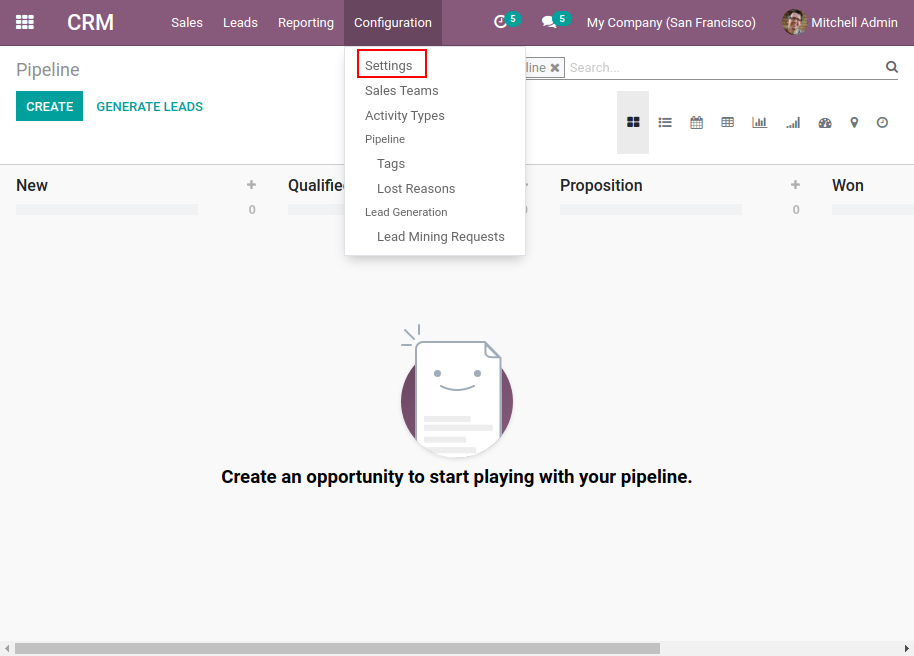 CRM Sales Leads Reporting Configuration 5 5 My Company (San Francisco) Mitchell Admin
Pipeline
Search...
CREATE GENERATE LEADS
Settings
Sales Teams
Activity Types
Pipeline
Tags
Lost Reasons
Lead Generation
Lead Mining Requests
New
0
Proposition
0
Won
Create an opportunity to start playing with your pipeline.